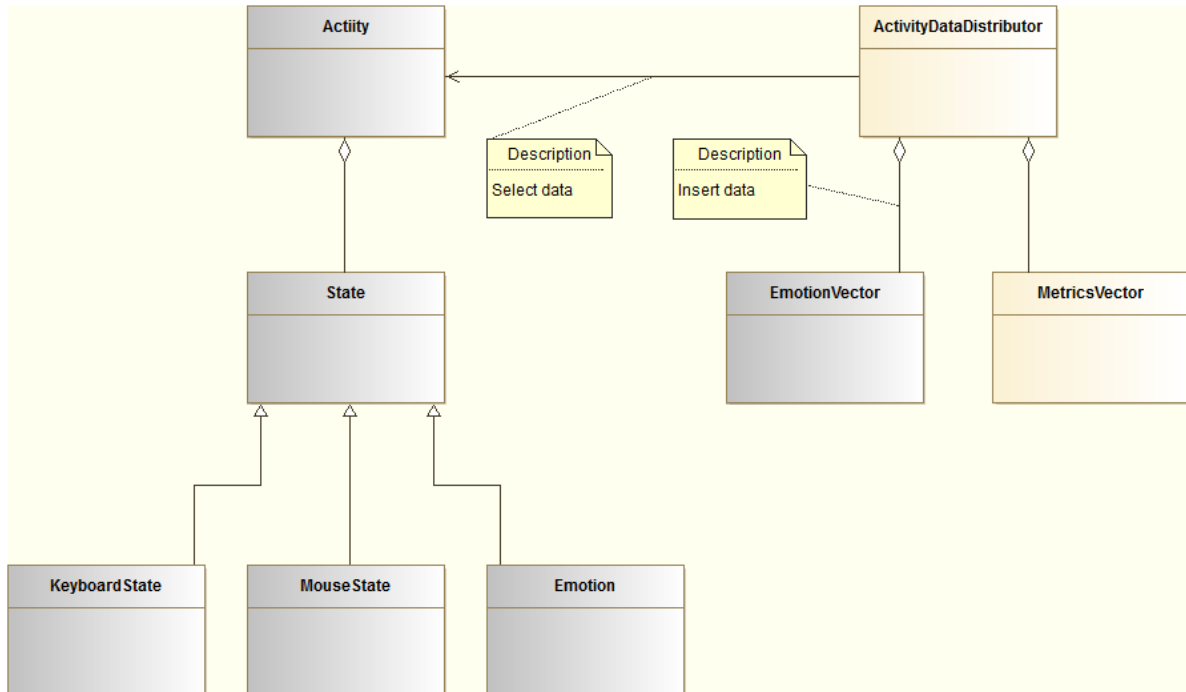 Actiity
ActivityDataDistributor
Description
Select data
Description
Insert data
State
EmotionVector
MetricsVector
KeyboardState
MouseState
Emotion